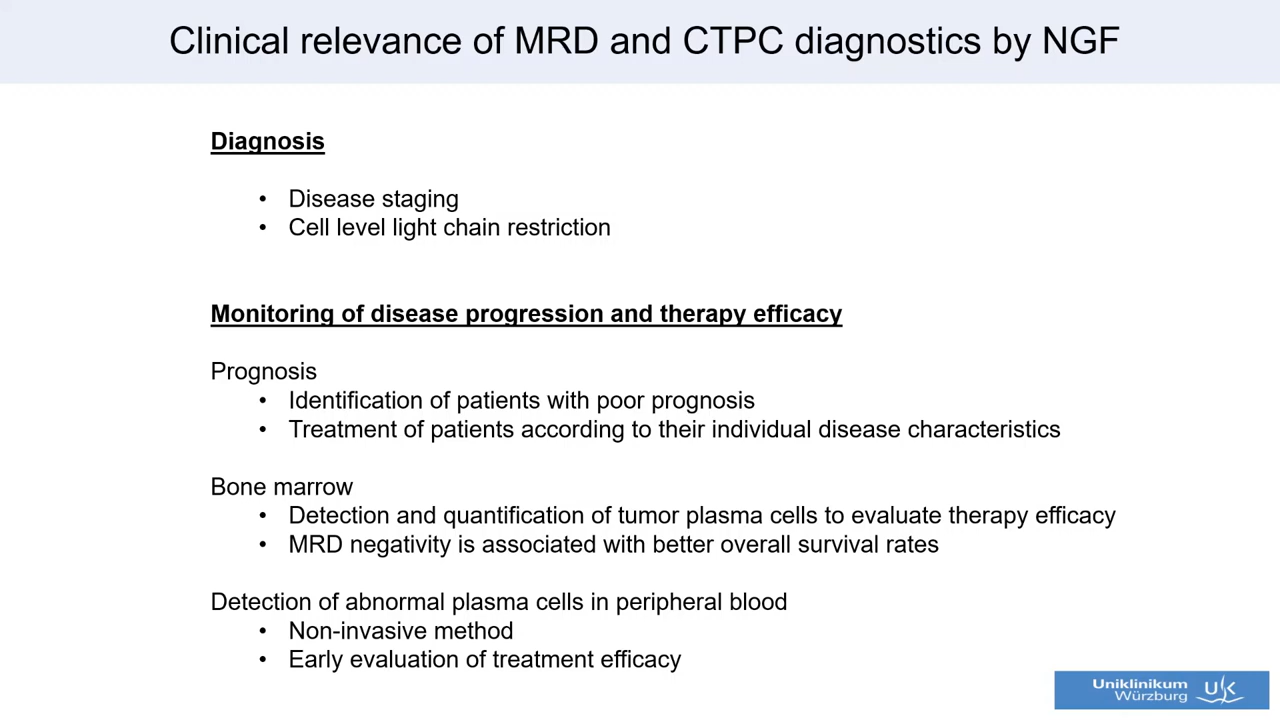 Clinical relevance of MRD and CTPC diagnostics by NGF
Diagnosis
• Disease staging
• Cell level light chain restriction
Monitoring of disease progression and therapy efficacy
Prognosis
• Identification of patients with poor prognosis
• Treatment of patients according to their individual disease characteristics
Bone marrow
• Detection and quantification of tumor plasma cells to evaluate therapy efficacy
• MRD negativity is associated with better overall survival rates
Detection of abnormal plasma cells in peripheral blood
• Non-invasive method
• Early evaluation of treatment efficacy
Uniklinikum
Würzburg
UK